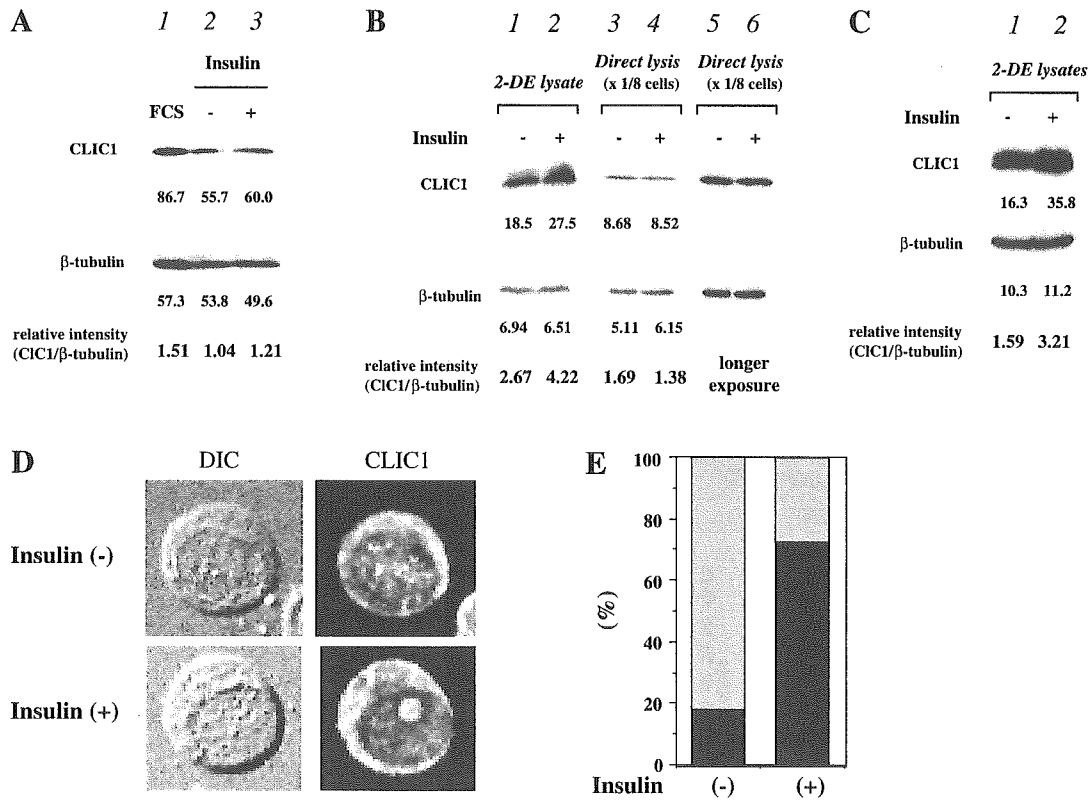 A
1 2 3
Insulin
FCS - +
CLIC1
86.7 55.7 60.0
β-tubulin
57.3 53.8 49.6
relative intensity
(ClC1/β-tubulin)
1.51 1.04 1.21
B
1 2 3 4 5 6
2-DE lysate
Direct lysis
(x 1/8 cells)
Direct lysis
(x 1/8 cells)
Insulin - + - + - +
CLIC1
18.5 27.5 8.68 8.52
β-tubulin
6.94 6.51 5.11 6.15
relative intensity
(ClC1/β-tubulin)
2.67 4.22 1.69 1.38
longer
exposure
C
1 2
2-DE lysates
Insulin - +
CLIC1
16.3 35.8
β-tubulin
10.3 11.2
relative intensity
(ClC1/β-tubulin)
1.59 3.21
D
DIC CLIC1
Insulin (-)
Insulin (+)
E
100
80
60
40
20
0
(%)
Insulin (-) (+)